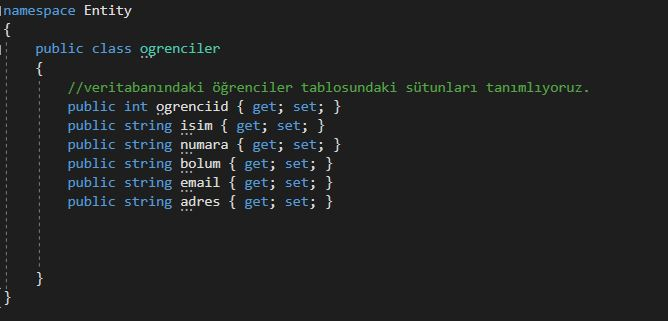 namespace Entity
{
public class ogrenciler
{
//veritabanındaki öğrenciler tablosundaki sütunları tanımlıyoruz.
public int ogrenciid { get; set; }
public string isim { get; set; }
public string numara { get; set; }
public string bolum { get; set; }
public string email { get; set; }
public string adres { get; set; }
}
}